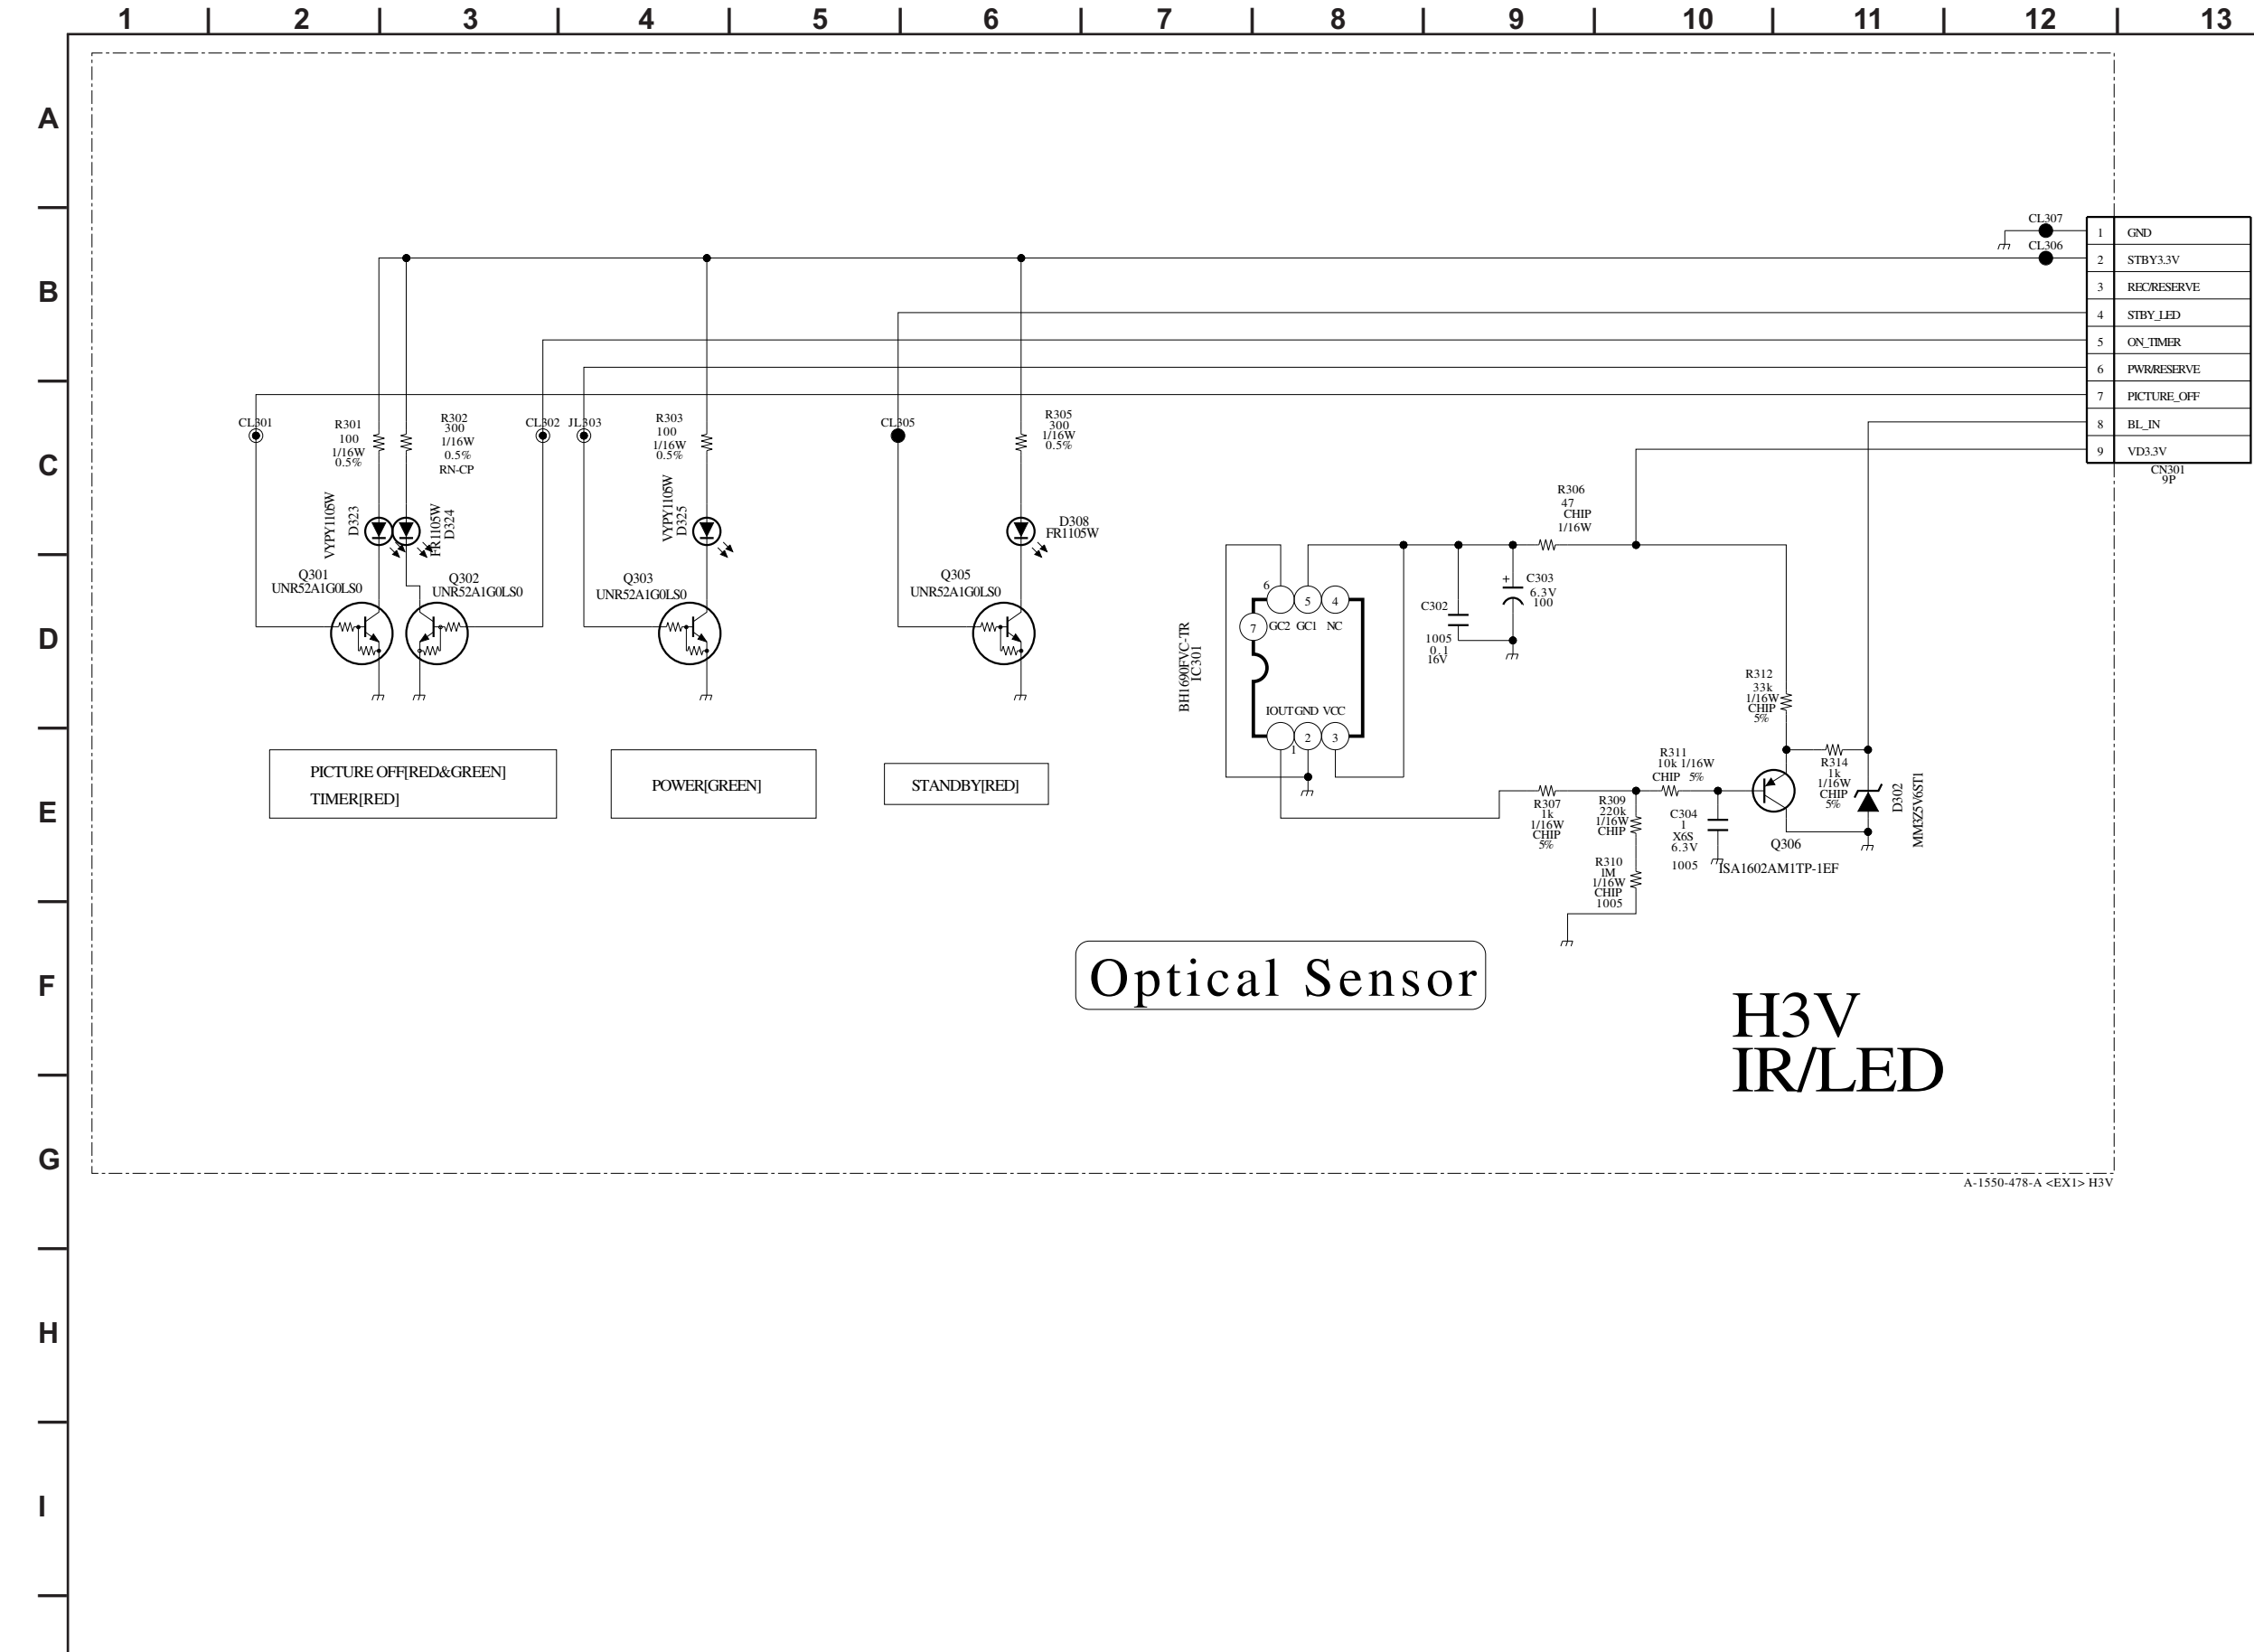 1 2 3 4 5 6 7 8 9 10 11 12 13
A
B
C
D
E
F
G
H
I
CL307
CL306
1 GND
2 STBY3.3V
3 REC/RESERVE
4 STBY_LED
5 ON_TIMER
6 PWR/RESERVE
7 PICTURE_OFF
8 BL_IN
9 VD3.3V
CN301
9P
CL301
R301
100
1/16W
0.5%
R302
300
1/16W
0.5%
RN-CP
CL302
JL303
R303
100
1/16W
0.5%
CL305
R305
300
1/16W
0.5%
VYPY1105W
D323
FR1105W
D324
VYPY1105W
D325
D308
FR1105W
Q301
UNR52A1G0LS0
Q302
UNR52A1G0LS0
Q303
UNR52A1G0LS0
Q305
UNR52A1G0LS0
PICTURE OFF[RED&GREEN]
TIMER[RED]
POWER[GREEN]
STANDBY[RED]
BH1690FVC-TR
IC301
6 5 4
7 GC2 GC1 NC
IOUT GND VCC
1 2 3
R306
47
CHIP
1/16W
C302
1005
0.1
16V
+ C303
6.3V
100
R312
33k
1/16W
CHIP
5%
R307
1k
1/16W
CHIP
5%
R309
220k
1/16W
CHIP
R310
1M
1/16W
CHIP
1005
R311
10k 1/16W
CHIP 5%
C304
1
X6S
6.3V
1005
Q306
ISA1602AM1TP-1EF
R314
1k
1/16W
CHIP
5%
D302
MM3Z5V6ST1
Optical Sensor
H3V
IR/LED
A-1550-478-A <EX1> H3V